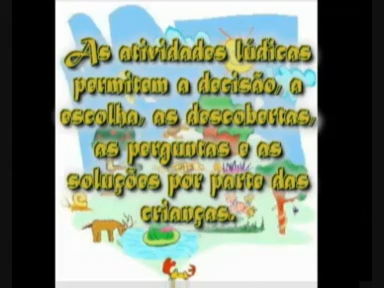 As atividades lúdicas
permitem a decisão, a
escolha, as descobertas,
as perguntas e as
soluções por parte das
crianças.